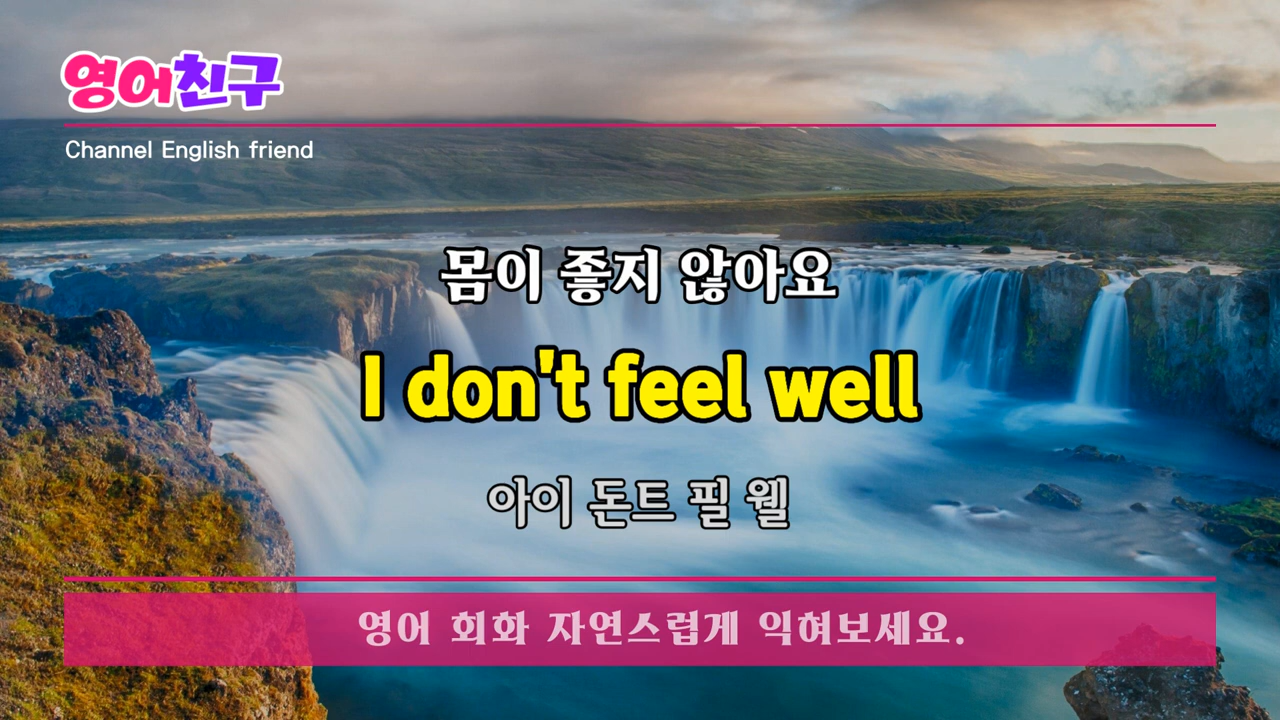 영어친구
Channel English friend
몸이 좋지 않아요
I don't feel well
아이 돈트 필 웰
영어 회화 자연스럽게 익혀보세요.